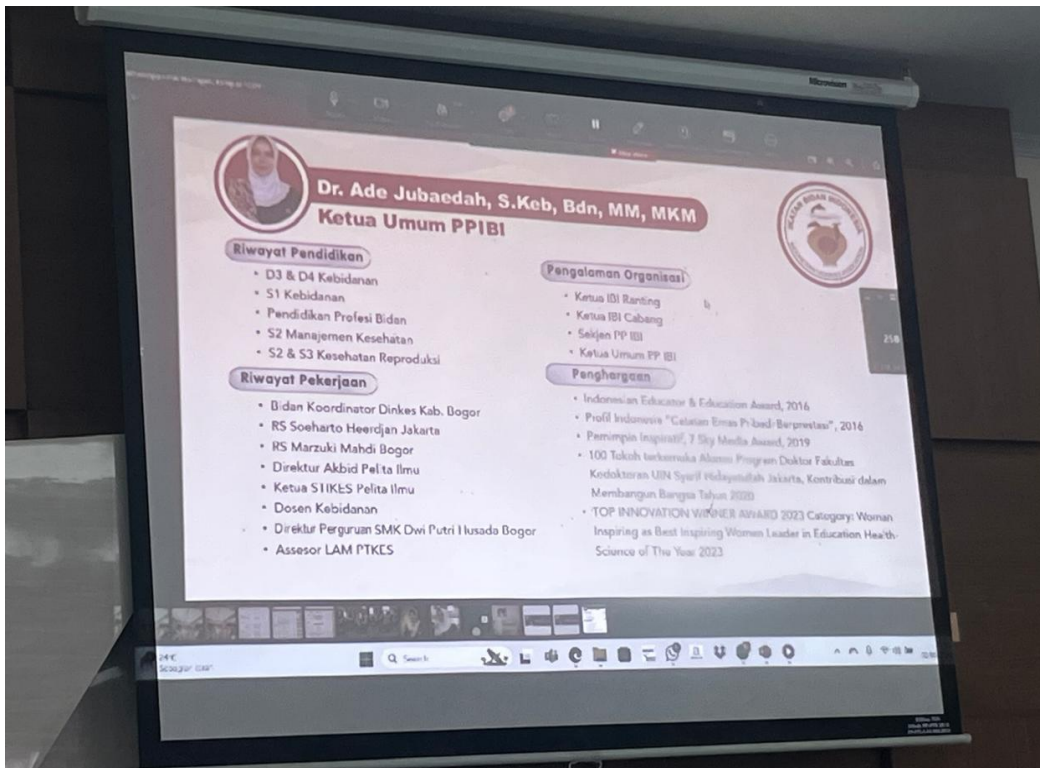 Microvision
Dr. Ade Jubaedah, S.Keb, Bdn, MM, MKM
Ketua Umum PPIBI
IKATAN BIDAN INDONESIA
Riwayat Pendidikan
• D3 & D4 Kebidanan
• S1 Kebidanan
• Pendidikan Profesi Bidan
• S2 Manajemen Kesehatan
• S2 & S3 Kesehatan Reproduksi
Riwayat Pekerjaan
• Bidan Koordinator Dinkes Kab. Bogor
• RS Soeharto Heerdjan Jakarta
• RS Marzuki Mahdi Bogor
• Direktur Akbid Pelita Ilmu
• Ketua STIKES Pelita Ilmu
• Dosen Kebidanan
• Direktur Perguruan SMK Dwi Putri Husada Bogor
• Assesor LAM PTKES
Pengalaman Organisasi
• Ketua IBI Ranting
• Ketua IBI Cabang
• Sekjen PP IBI
• Ketua Umum PP IBI
Penghargaan
• Indonesian Educator & Education Award, 2016
• Profil Indonesia "Catatan Emas Pribadi Berprestasi", 2016
• Pemimpin Inspiratif, 7 Sky Media Award, 2019
• 100 Tokoh terkemuka Alumni Program Doktor Fakultas
Kedokteran UIN Syarif Hidayatullah Jakarta, Kontribusi dalam
Membangun Bangsa Tahun 2020
• TOP INNOVATION WINNER AWARD 2023 Category: Woman
Inspiring as Best Inspiring Women Leader in Education Health
Science of The Year 2023
258
24°C
Search